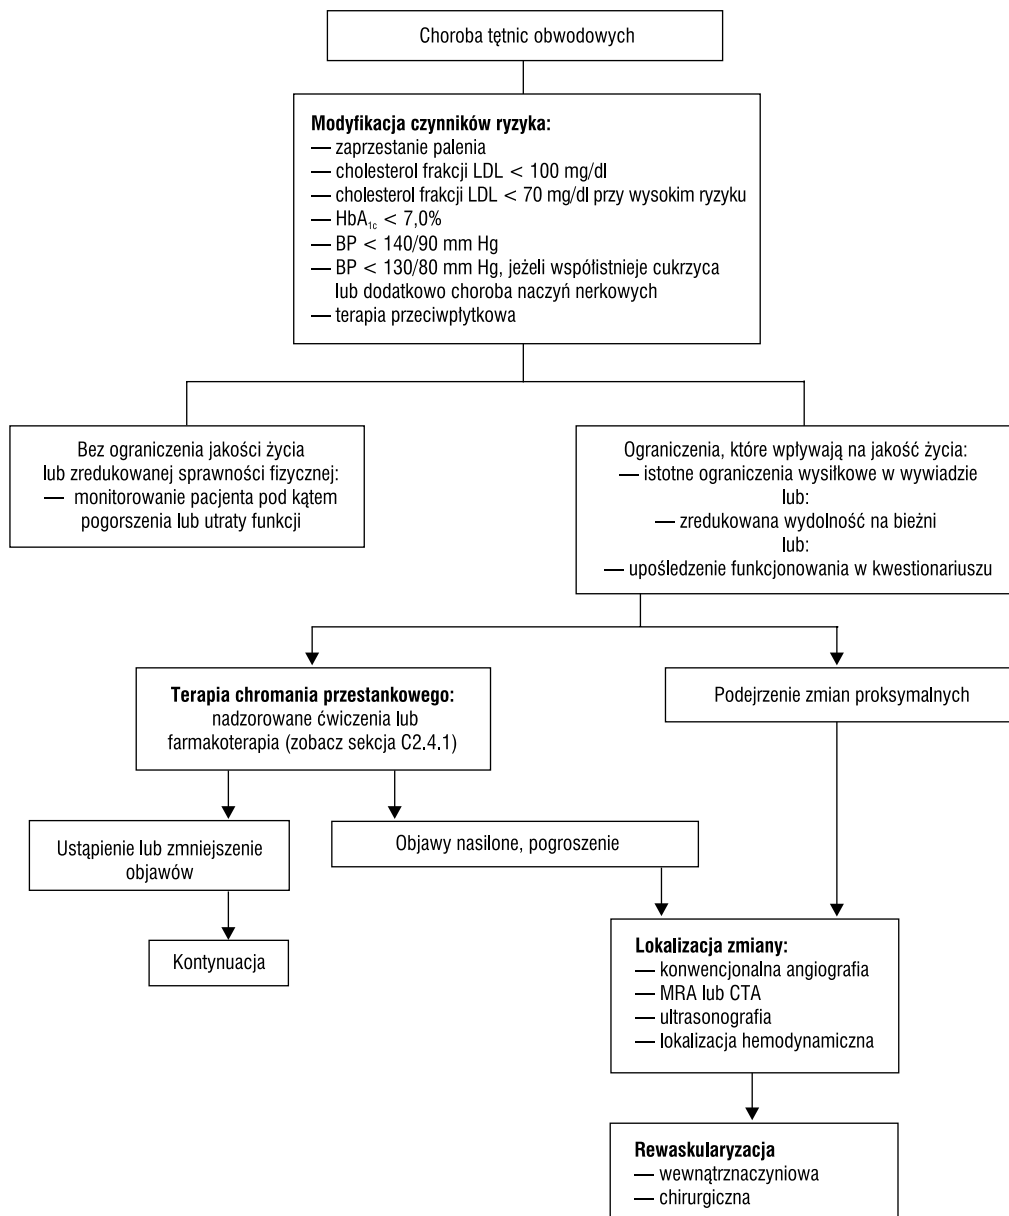 Choroba tętnic obwodowych
Modyfikacja czynników ryzyka:
— zaprzestanie palenia
— cholesterol frakcji LDL < 100 mg/dl
— cholesterol frakcji LDL < 70 mg/dl przy wysokim ryzyku
— HbA1c < 7,0%
— BP < 140/90 mm Hg
— BP < 130/80 mm Hg, jeżeli współistnieje cukrzyca
lub dodatkowo choroba naczyń nerkowych
— terapia przeciwpłytkowa
Bez ograniczenia jakości życia
lub zredukowanej sprawności fizycznej:
— monitorowanie pacjenta pod kątem
pogorszenia lub utraty funkcji
Ograniczenia, które wpływają na jakość życia:
— istotne ograniczenia wysiłkowe w wywiadzie
lub:
— zredukowana wydolność na bieżni
lub:
— upośledzenie funkcjonowania w kwestionariuszu
Terapia chromania przestankowego:
nadzorowane ćwiczenia lub
farmakoterapia (zobacz sekcja C2.4.1)
Podejrzenie zmian proksymalnych
Ustąpienie lub zmniejszenie
objawów
Objawy nasilone, pogroszenie
Kontynuacja
Lokalizacja zmiany:
— konwencjonalna angiografia
— MRA lub CTA
— ultrasonografia
— lokalizacja hemodynamiczna
Rewaskularyzacja
— wewnątrznaczyniowa
— chirurgiczna